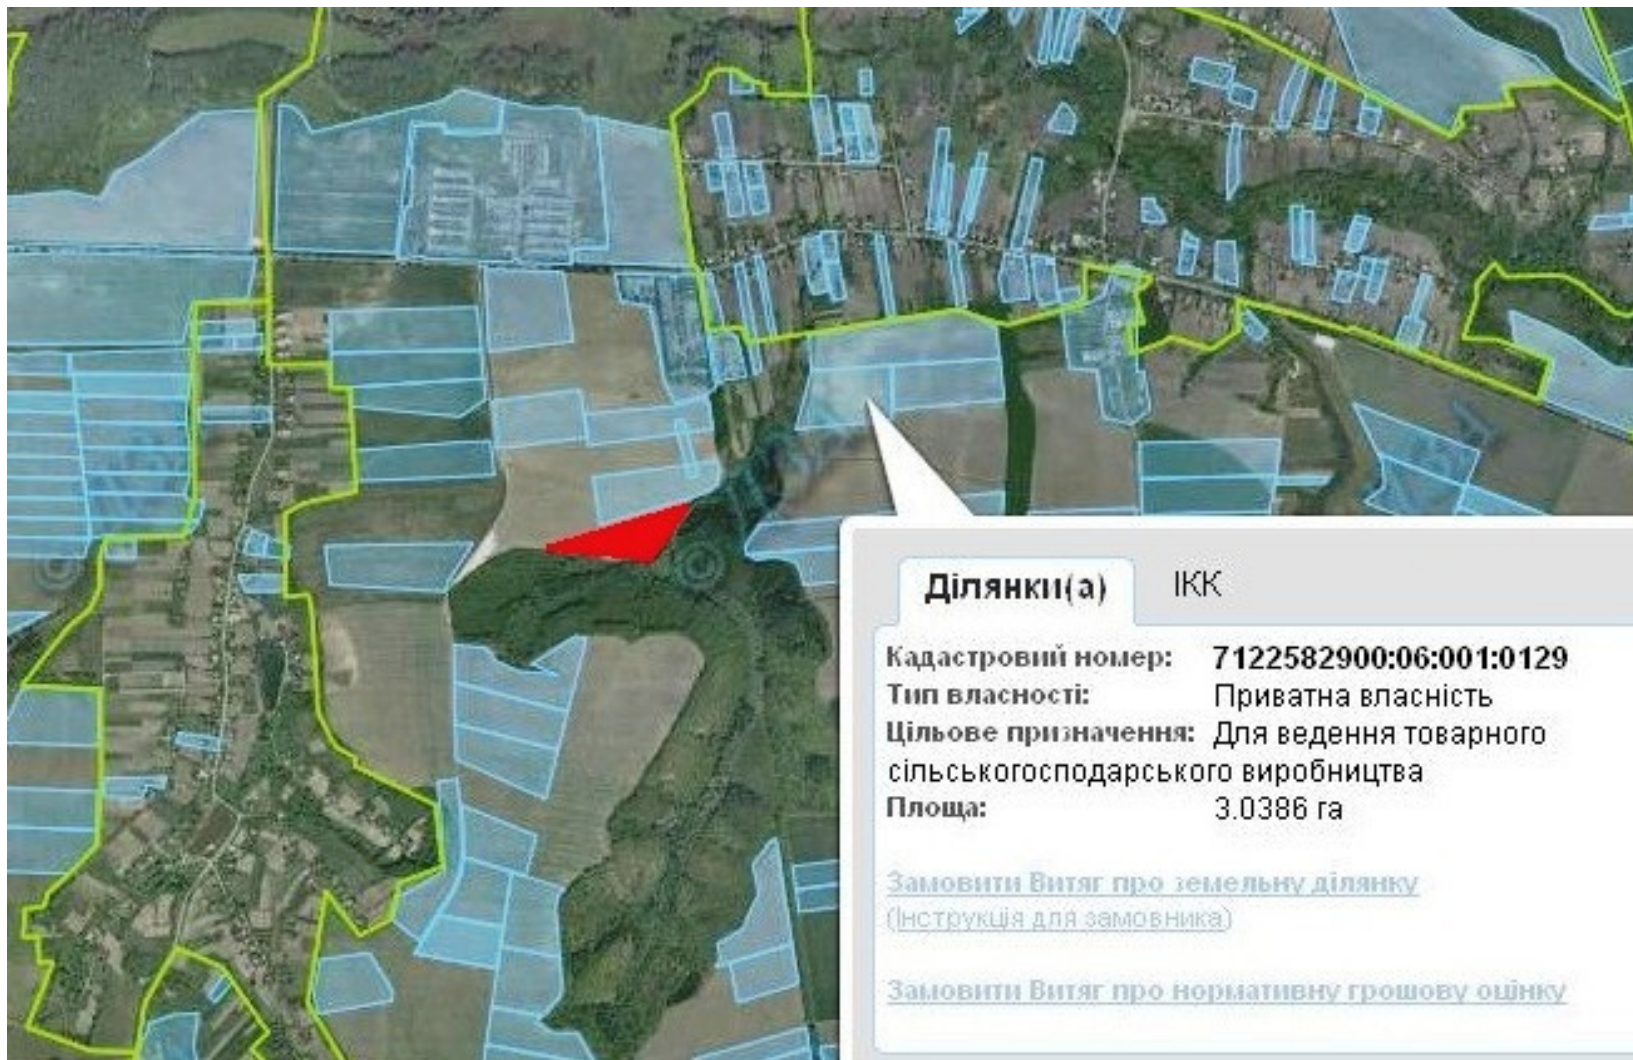 Ділянки(а)
ІКК
Кадастровий номер: 7122582900:06:001:0129
Тип власності: Приватна власність
Цільове призначення: Для ведення товарного
сільськогосподарського виробництва
Площа: 3.0386 га
Замовити Витяг про земельну ділянку
(Інструкція для замовника)
Замовити Витяг про нормативну грошову оцінку